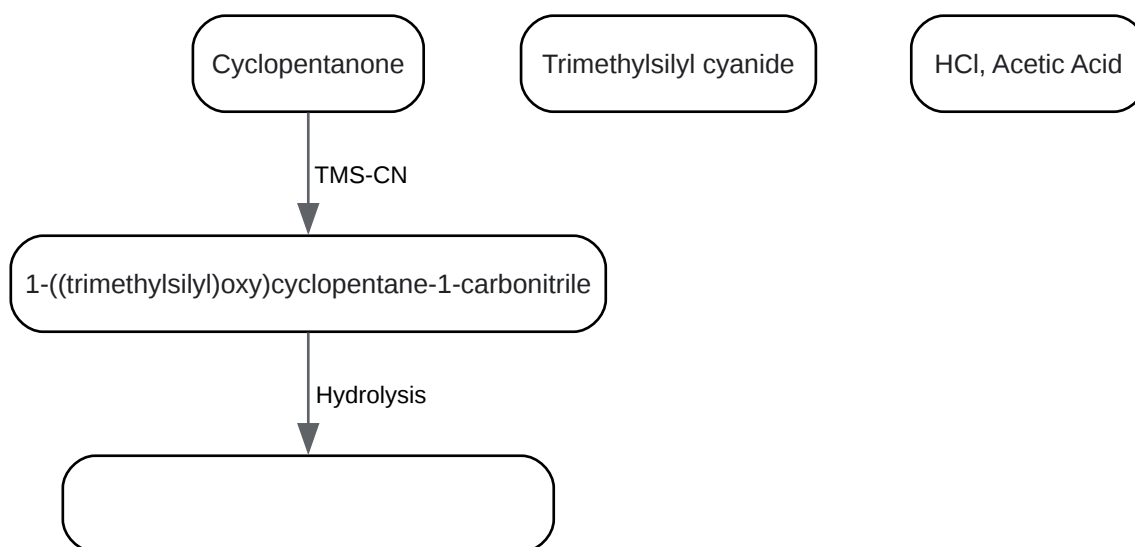 Cyclopentanone
Trimethylsilyl cyanide
HCl, Acetic Acid
TMS-CN
1-((trimethylsilyl)oxy)cyclopentane-1-carbonitrile
Hydrolysis